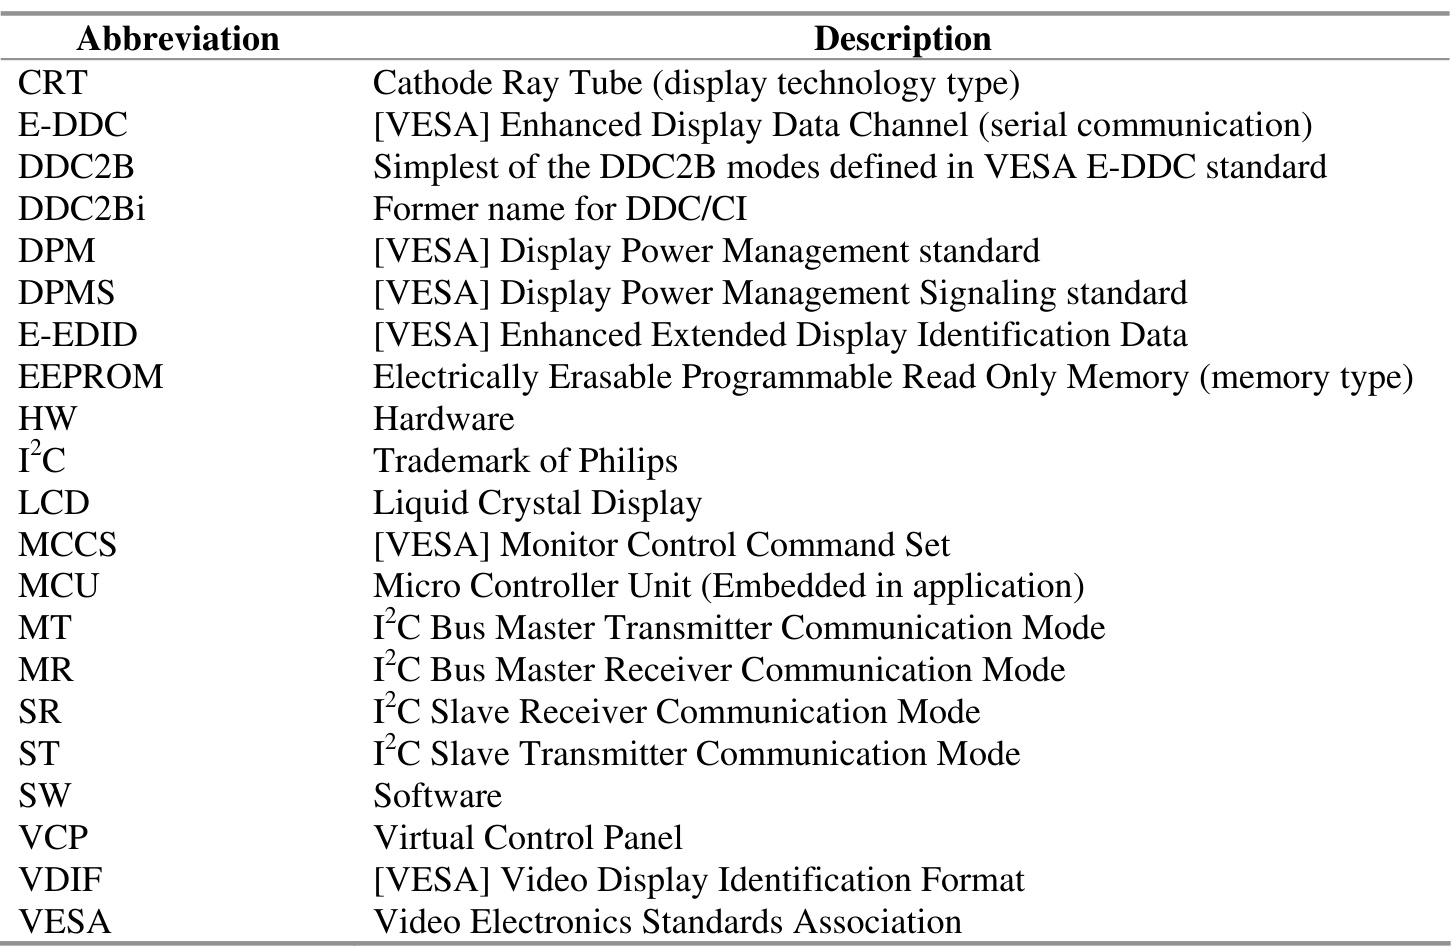 Abbreviation Description
CRT Cathode Ray Tube (display technology type)
E-DDC [VESA] Enhanced Display Data Channel (serial communication)
DDC2B Simplest of the DDC2B modes defined in VESA E-DDC standard
DDC2Bi Former name for DDC/CI
DPM [VESA] Display Power Management standard
DPMS [VESA] Display Power Management Signaling standard
E-EDID [VESA] Enhanced Extended Display Identification Data
EEPROM Electrically Erasable Programmable Read Only Memory (memory type)
HW Hardware
I²C Trademark of Philips
LCD Liquid Crystal Display
MCCS [VESA] Monitor Control Command Set
MCU Micro Controller Unit (Embedded in application)
MT I²C Bus Master Transmitter Communication Mode
MR I²C Bus Master Receiver Communication Mode
SR I²C Slave Receiver Communication Mode
ST I²C Slave Transmitter Communication Mode
SW Software
VCP Virtual Control Panel
VDIF [VESA] Video Display Identification Format
VESA Video Electronics Standards Association